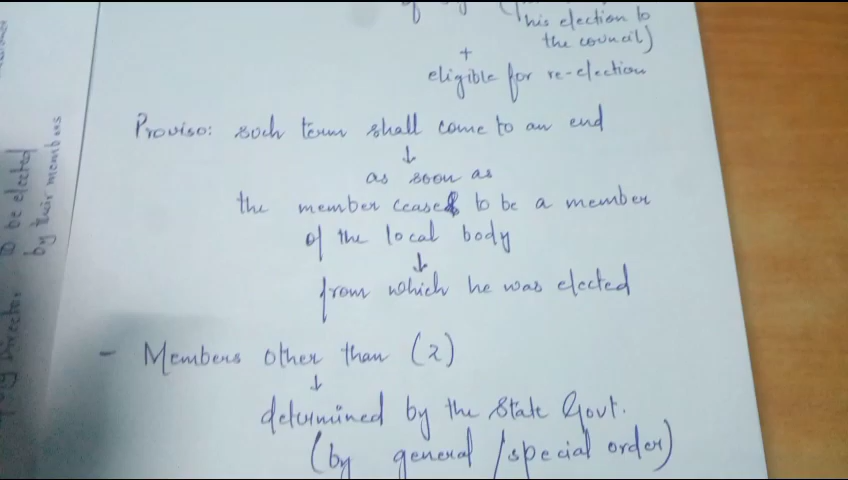 his election to
the council)
+
eligible for re-election
Proviso: such term shall come to an end
↓
as soon as
the member ceases to be a member
of the local body
↓
from which he was elected
- Members other than (2)
↓
determined by the State Govt.
(by general / special order)
to be elected
by their members